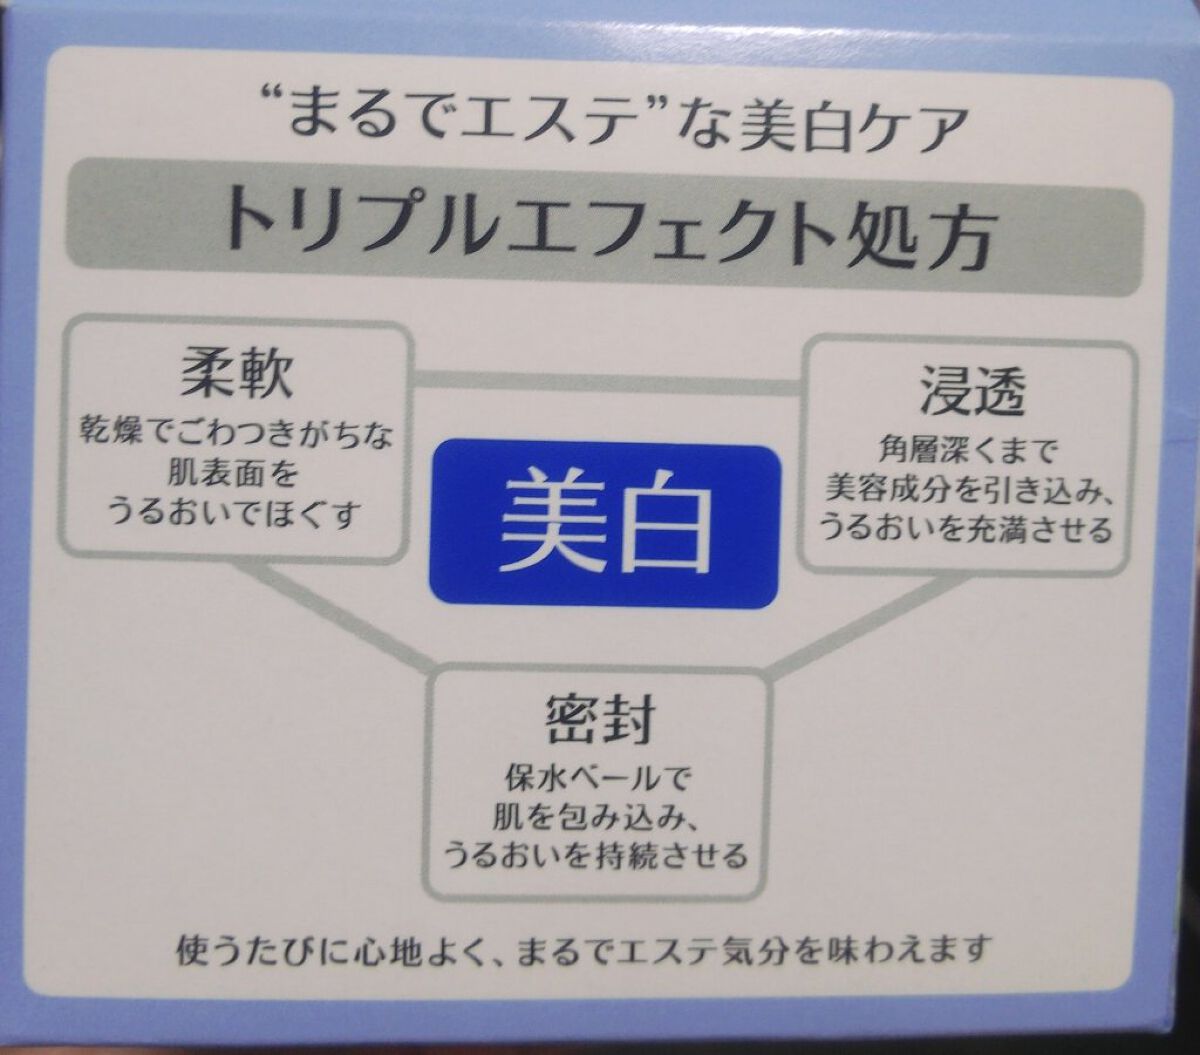 “まるでエステ”な美白ケア
トリプルエフェクト処方
柔軟
乾燥でごわつきがちな
肌表面を
うるおいでほぐす
浸透
角層深くまで
美容成分を引き込み、
うるおいを充満させる
美白
密封
保水ベールで
肌を包み込み、
うるおいを持続させる
使うたびに心地よく、まるでエステ気分を味わえます